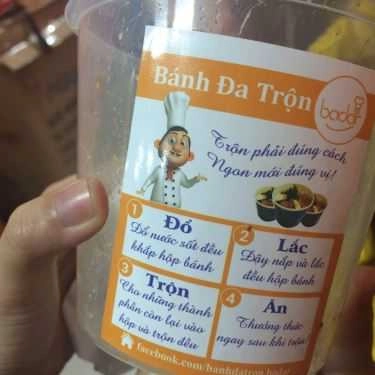 Bánh Đa Trộn
Trộn phải đúng cách
Ngon mới đúng vị!
1
Đổ
Đổ nước sốt đều
khắp hộp bánh
2
Lắc
Đậy nắp và lắc
đều hộp bánh
3
Trộn
Cho những thành
phần còn lại vào
hộp và trộn đều
4
Ăn
Thưởng thức
ngay sau khi trộn